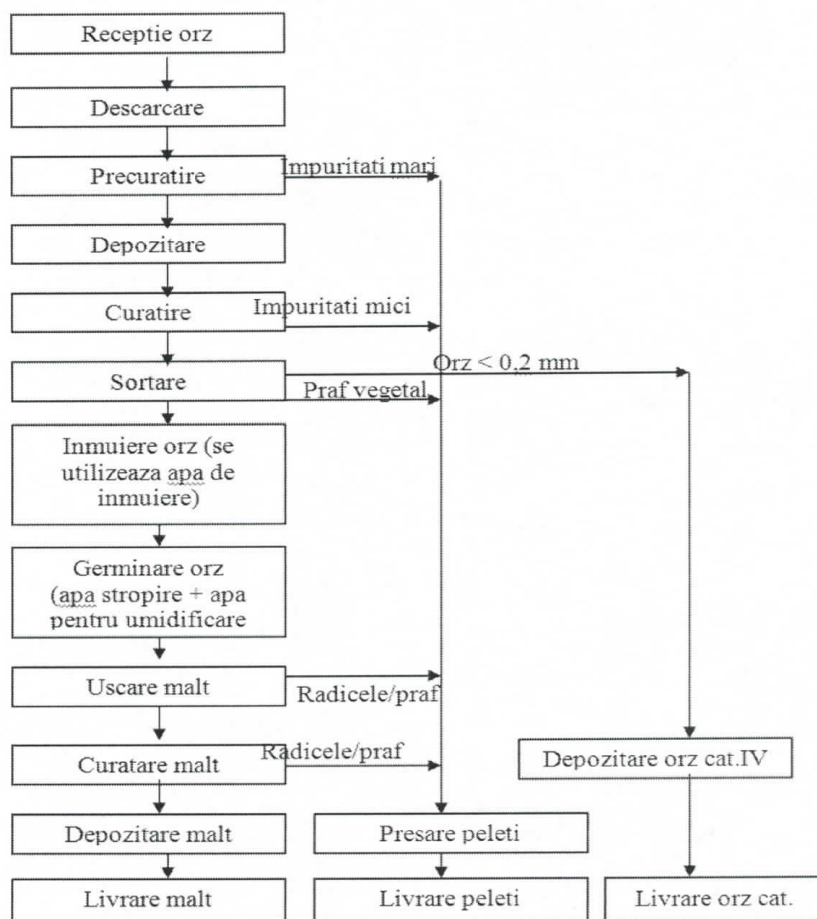 Receptie orz
Descarcare
Impuritati mari
Precuratire
Depozitare
Impuritati mici
Curatire
Orz < 0.2 mm
Sortare
Praf vegetal
Inmuiere orz (se
utilizeaza apa de
inmuiere)
Germinare orz
(apa stropire + apa
pentru umidificare
Uscare malt
Radicele/praf
Radicele/praf
Curatare malt
Depozitare orz cat.IV
Depozitare malt
Presare peleti
Livrare malt
Livrare peleti
Livrare orz cat.